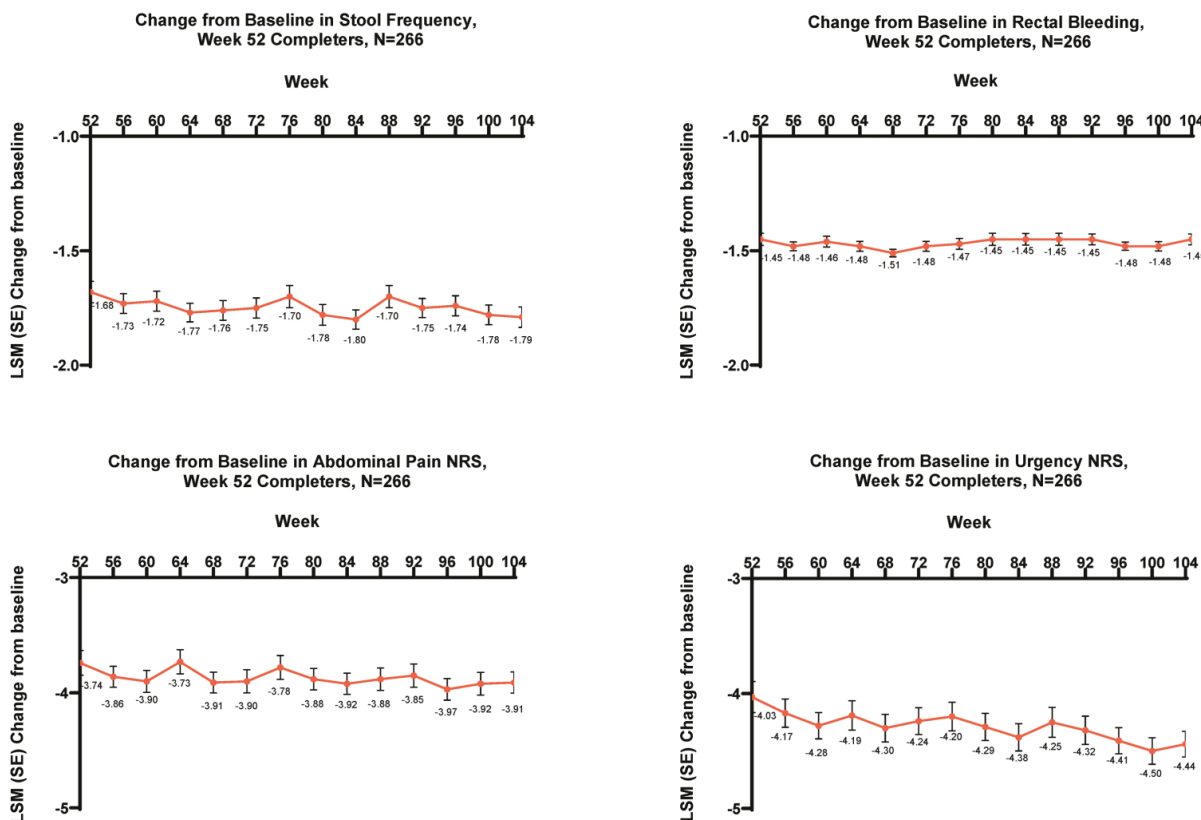 Change from Baseline in Stool Frequency,
Week 52 Completers, N=266
Week
52 56 60 64 68 72 76 80 84 88 92 96 100 104
LSM (SE) Change from baseline
-1.0
-1.5
-2.0
-1.68 -1.73 -1.72 -1.77 -1.76 -1.75 -1.70 -1.78 -1.80 -1.70 -1.75 -1.74 -1.78 -1.79
Change from Baseline in Rectal Bleeding,
Week 52 Completers, N=266
Week
52 56 60 64 68 72 76 80 84 88 92 96 100 104
LSM (SE) Change from baseline
-1.0
-1.5
-2.0
-1.45 -1.48 -1.46 -1.48 -1.51 -1.48 -1.47 -1.45 -1.45 -1.45 -1.45 -1.48 -1.48
Change from Baseline in Abdominal Pain NRS,
Week 52 Completers, N=266
Week
52 56 60 64 68 72 76 80 84 88 92 96 100 104
LSM (SE) Change from baseline
-3
-4
-5
-3.74 -3.86 -3.90 -3.73 -3.91 -3.90 -3.78 -3.88 -3.92 -3.88 -3.85 -3.97 -3.92 -3.91
Change from Baseline in Urgency NRS,
Week 52 Completers, N=266
Week
52 56 60 64 68 72 76 80 84 88 92 96 100 104
LSM (SE) Change from baseline
-3
-4
-5
-4.03 -4.17 -4.28 -4.19 -4.30 -4.24 -4.20 -4.29 -4.38 -4.25 -4.32 -4.41 -4.50 -4.44